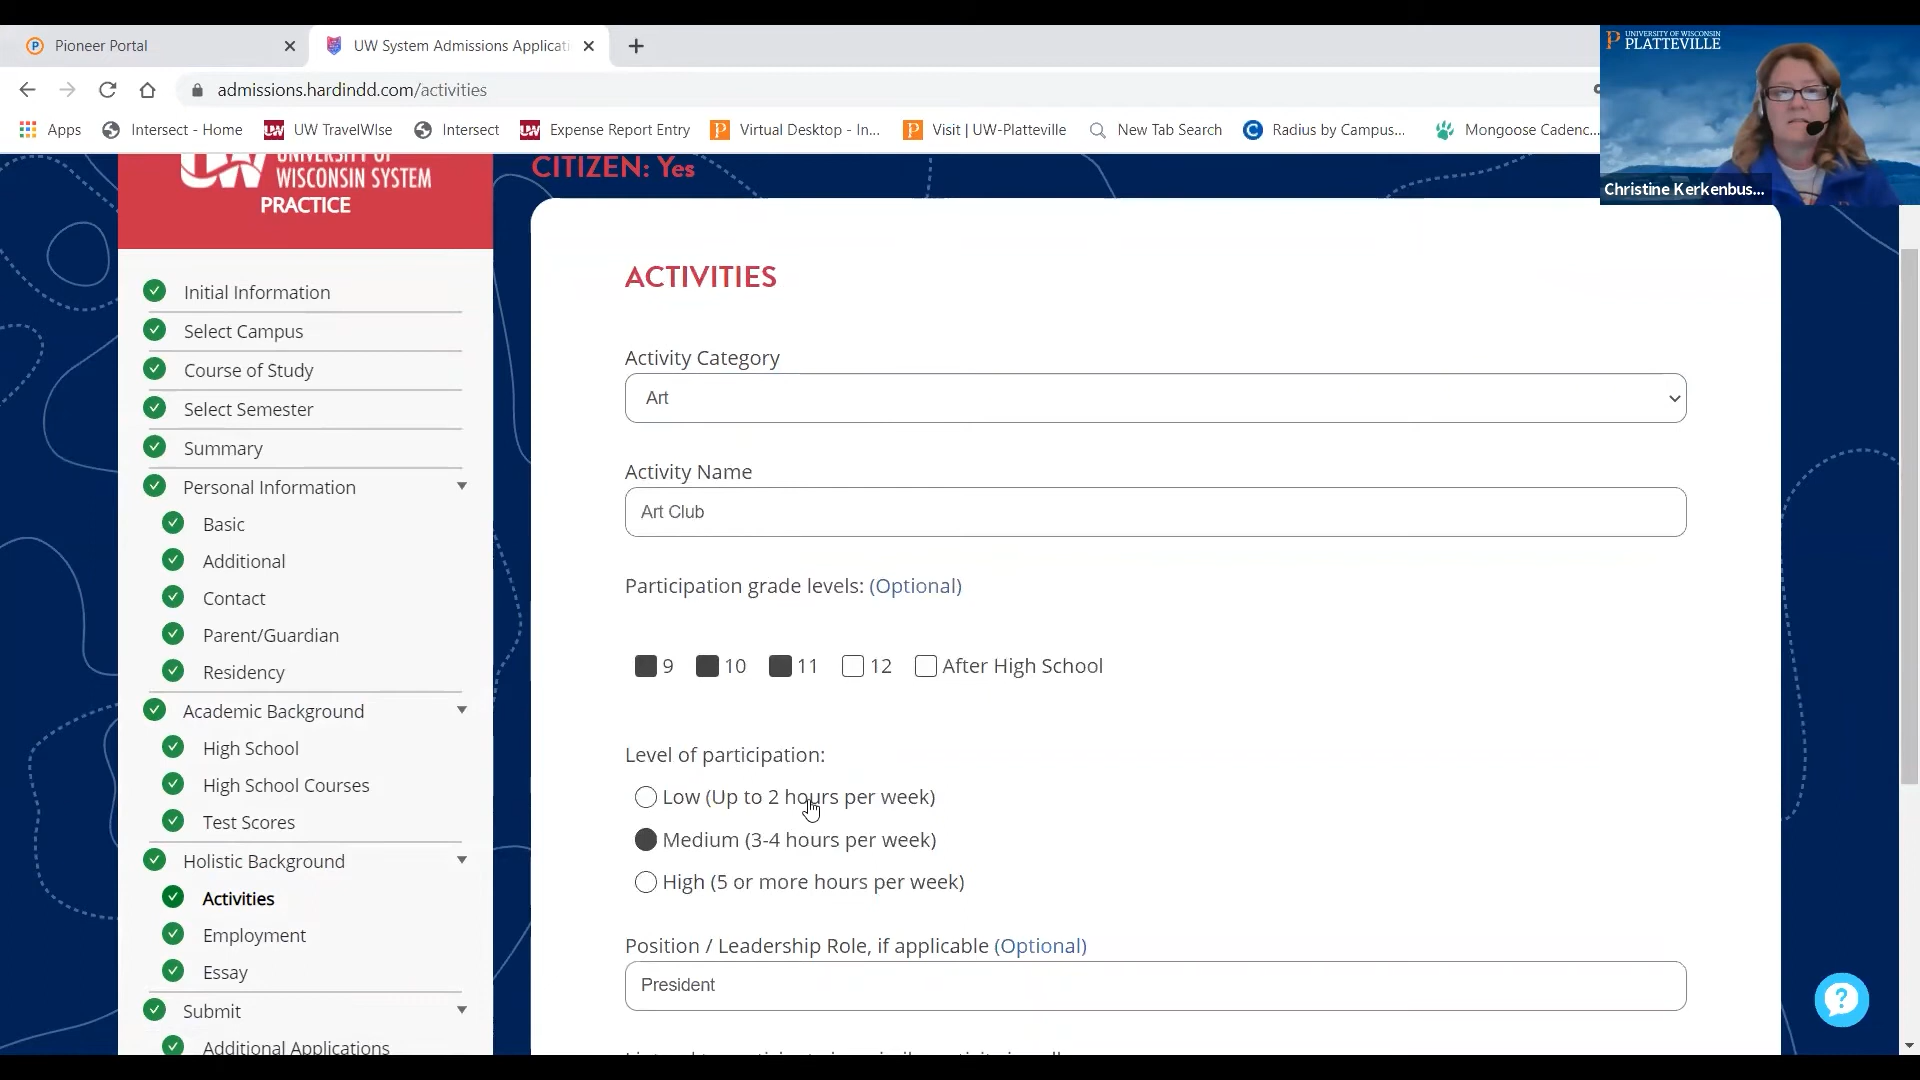 Pioneer Portal
UW System Admissions Applicati
admissions.hardindd.com/activities
Apps
Intersect - Home
UW TravelWIse
Intersect
Expense Report Entry
Virtual Desktop - In...
Visit | UW-Platteville
New Tab Search
Radius by Campus...
Mongoose Cadenc...
UNIVERSITY OF WISCONSIN
PLATTEVILLE
Christine Kerkenbus...
UW
UNIVERSITY OF
WISCONSIN SYSTEM
PRACTICE
CITIZEN: Yes
Initial Information
Select Campus
Course of Study
Select Semester
Summary
Personal Information
Basic
Additional
Contact
Parent/Guardian
Residency
Academic Background
High School
High School Courses
Test Scores
Holistic Background
Activities
Employment
Essay
Submit
Additional Applications
ACTIVITIES
Activity Category
Art
Activity Name
Art Club
Participation grade levels: (Optional)
9 10 11 12 After High School
Level of participation:
Low (Up to 2 hours per week)
Medium (3-4 hours per week)
High (5 or more hours per week)
Position / Leadership Role, if applicable (Optional)
President